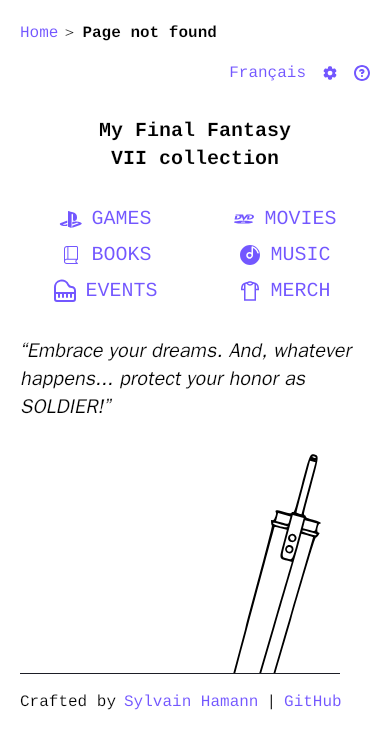 Home > Page not found
Français
My Final Fantasy
VII collection
GAMES
MOVIES
BOOKS
MUSIC
EVENTS
MERCH
“Embrace your dreams. And, whatever
happens... protect your honor as
SOLDIER!”
Crafted by Sylvain Hamann | GitHub